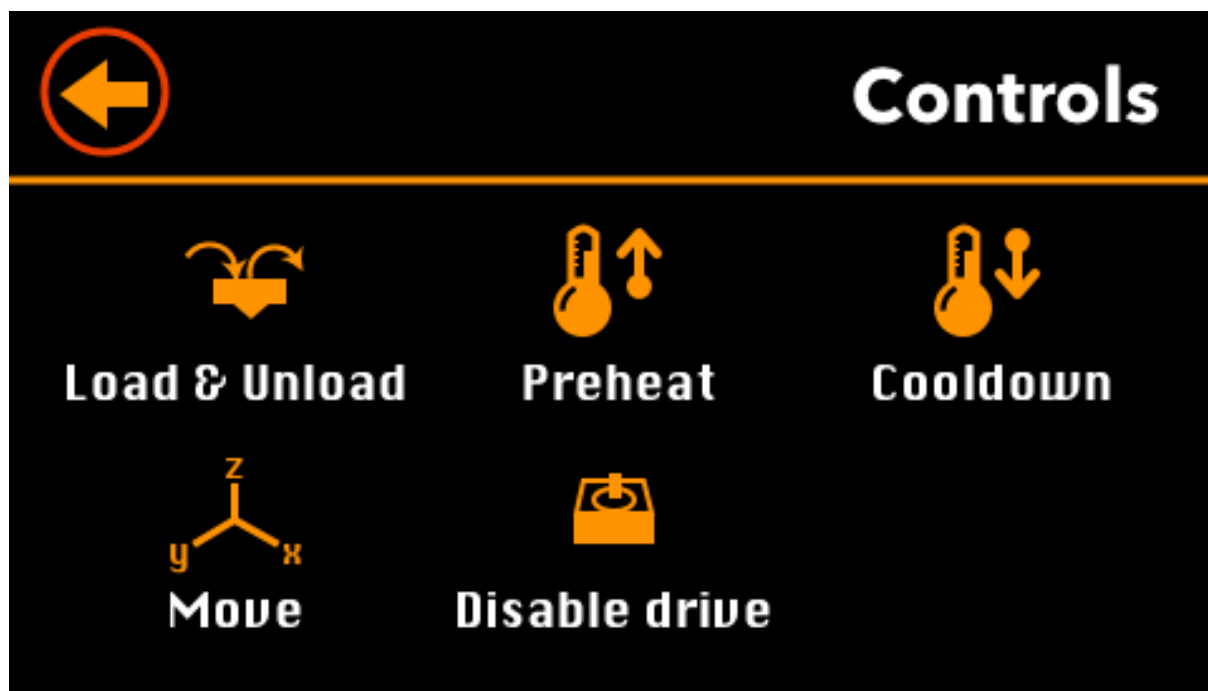 Controls
Load & Unload
Preheat
Cooldown
z
y
x
Move
Disable drive